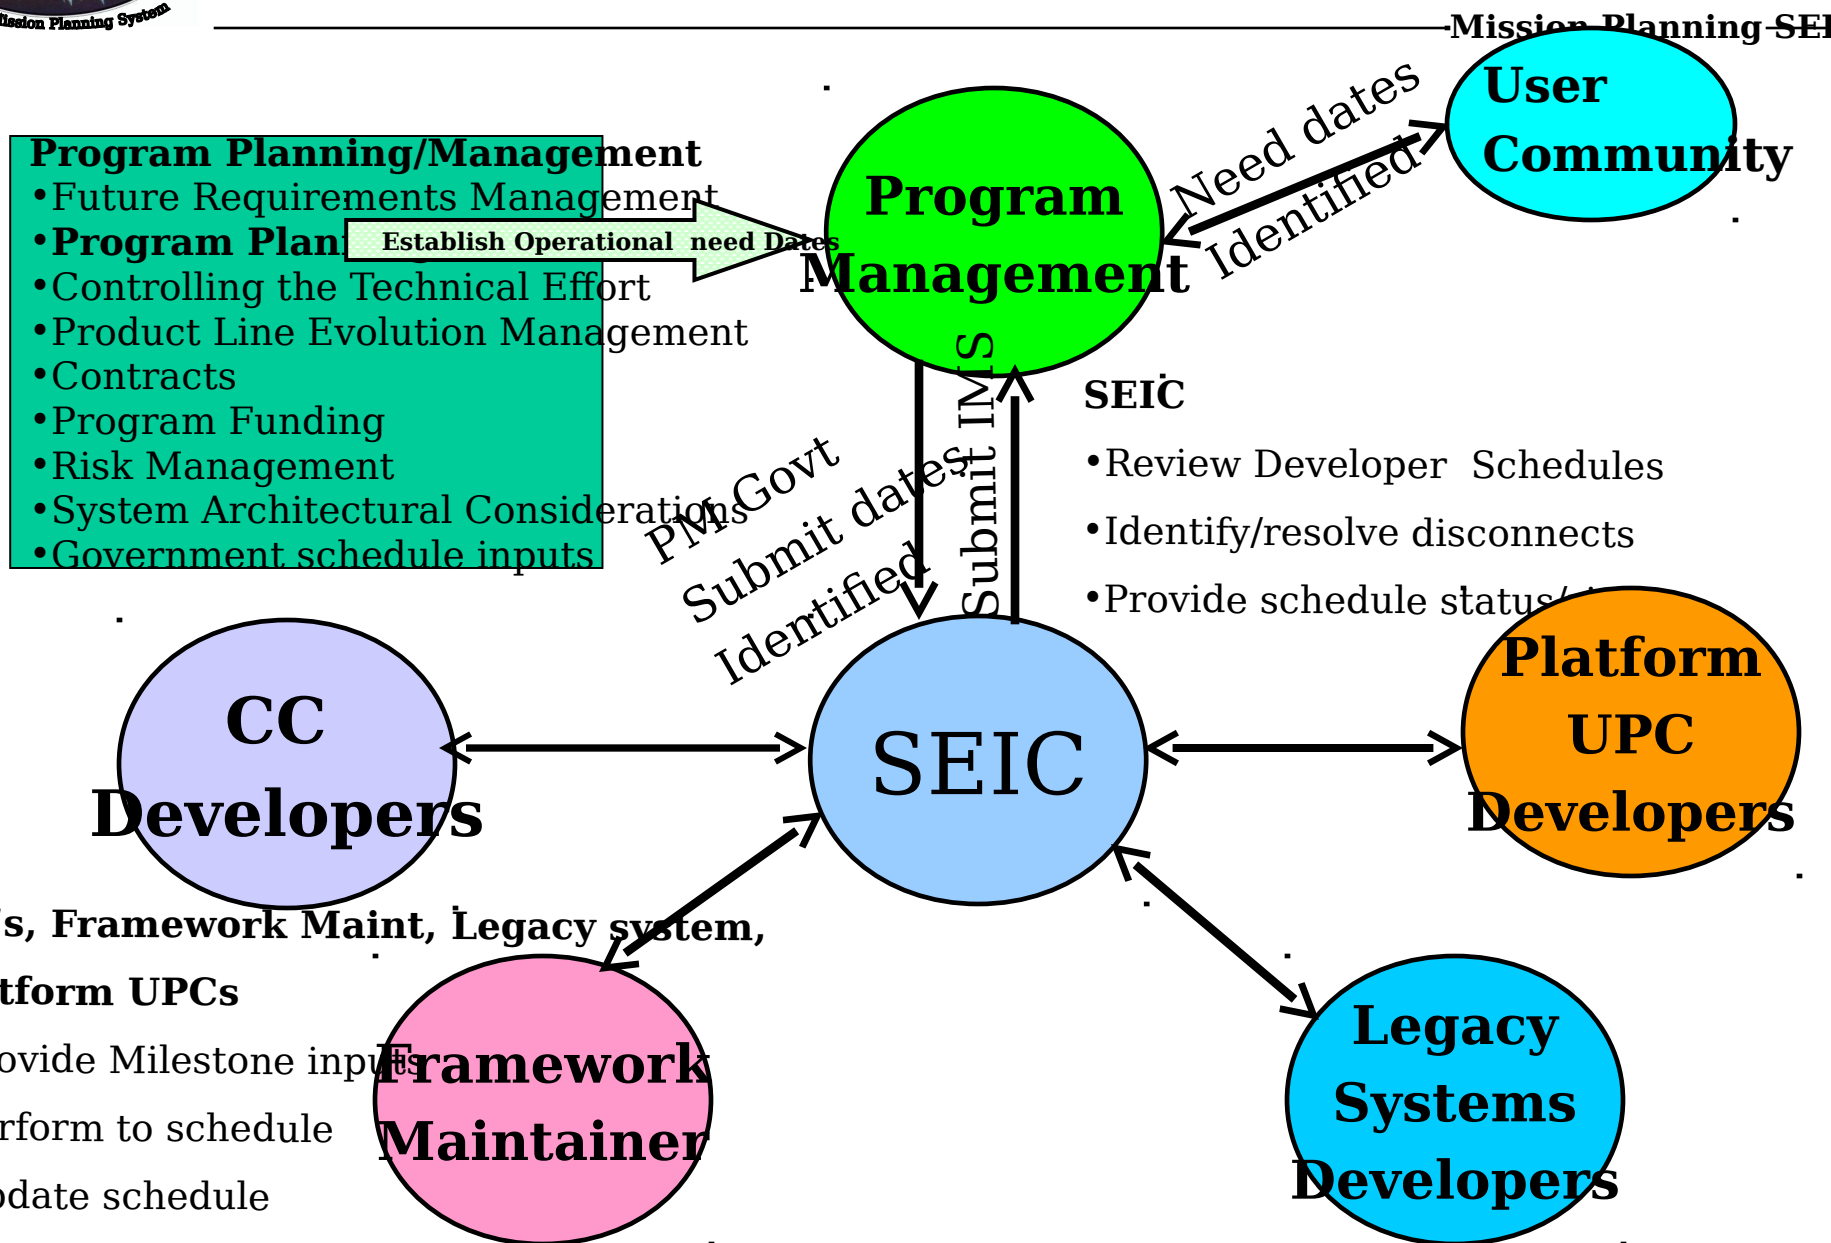 Mission Planning System
Mission Planning
User
Community
Need dates
Identified
Program Planning/Management
•Future Requirements Management
•Program
•Controlling the Technical Effort
•Product Line Evolution Management
•Contracts
•Program Funding
•Risk Management
•System Architectural Considerations
•Government schedule inputs
Establish Operational  need Dates
Program
Management
PM Govt
Submit dates
Identified
Submit IMS
SEIC
•Review Developer  Schedules
•Identify/resolve disconnects
•Provide schedule status/
CC
Developers
SEIC
Platform
UPC
Developers
's, Framework Maint, Legacy system,
tform UPCs
ovide Milestone inputs
rform to schedule
pdate schedule
Framework
Maintainer
Legacy
Systems
Developers